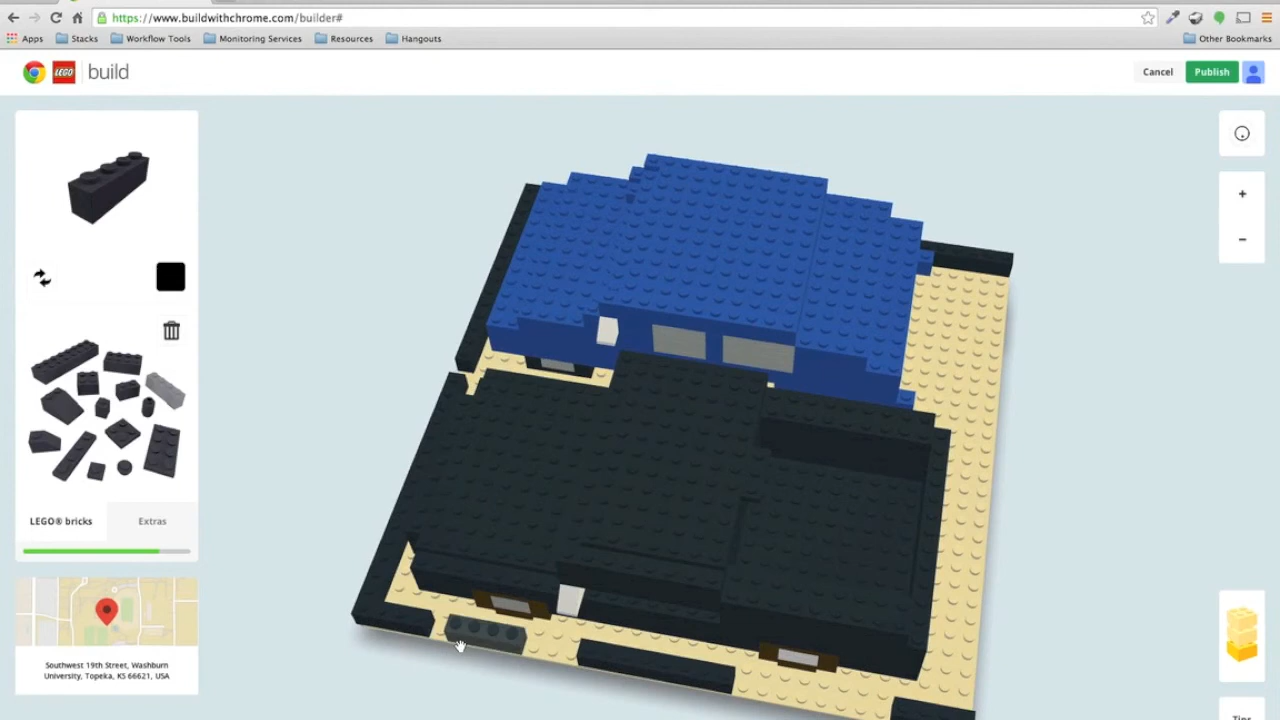 https://www.buildwithchrome.com/builder#
Apps Stacks Workflow Tools Monitoring Services Resources Hangouts Other Bookmarks
LEGO build Cancel Publish
+
−
LEGO® bricks Extras
Southwest 19th Street, Washburn
University, Topeka, KS 66621, USA
Tips